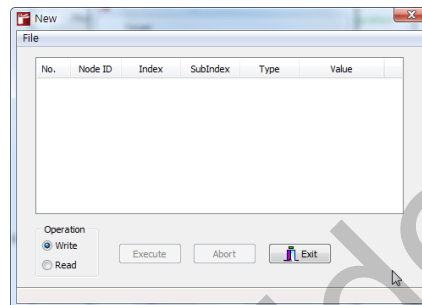 New
File
No. Node ID Index SubIndex Type Value
Operation
Write
Read
Execute Abort Exit